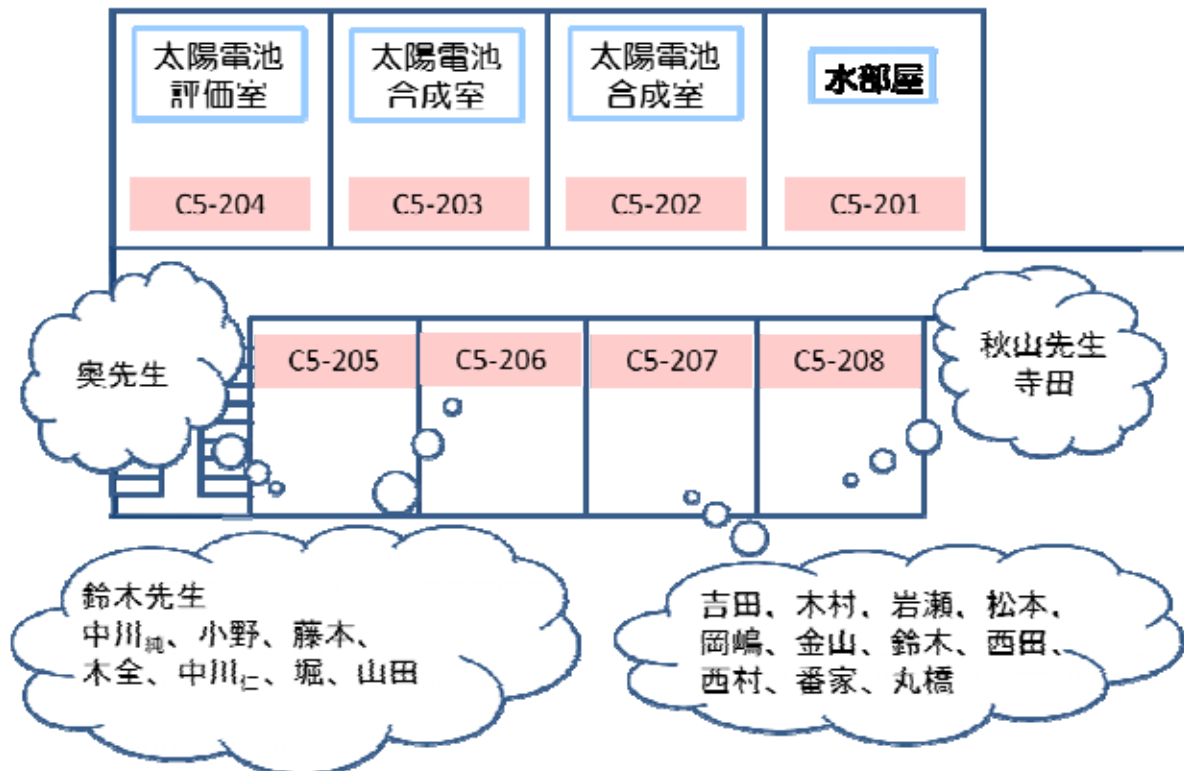 太陽電池
評価室
太陽電池
合成室
太陽電池
合成室
水部屋
C5-204
C5-203
C5-202
C5-201
奥先生
C5-205
C5-206
C5-207
C5-208
秋山先生
寺田
鈴木先生
中川純、小野、藤本、
木全、中川仁、堀、山田
吉田、木村、岩瀬、松本、
岡嶋、金山、鈴木、西田、
西村、番家、丸橋